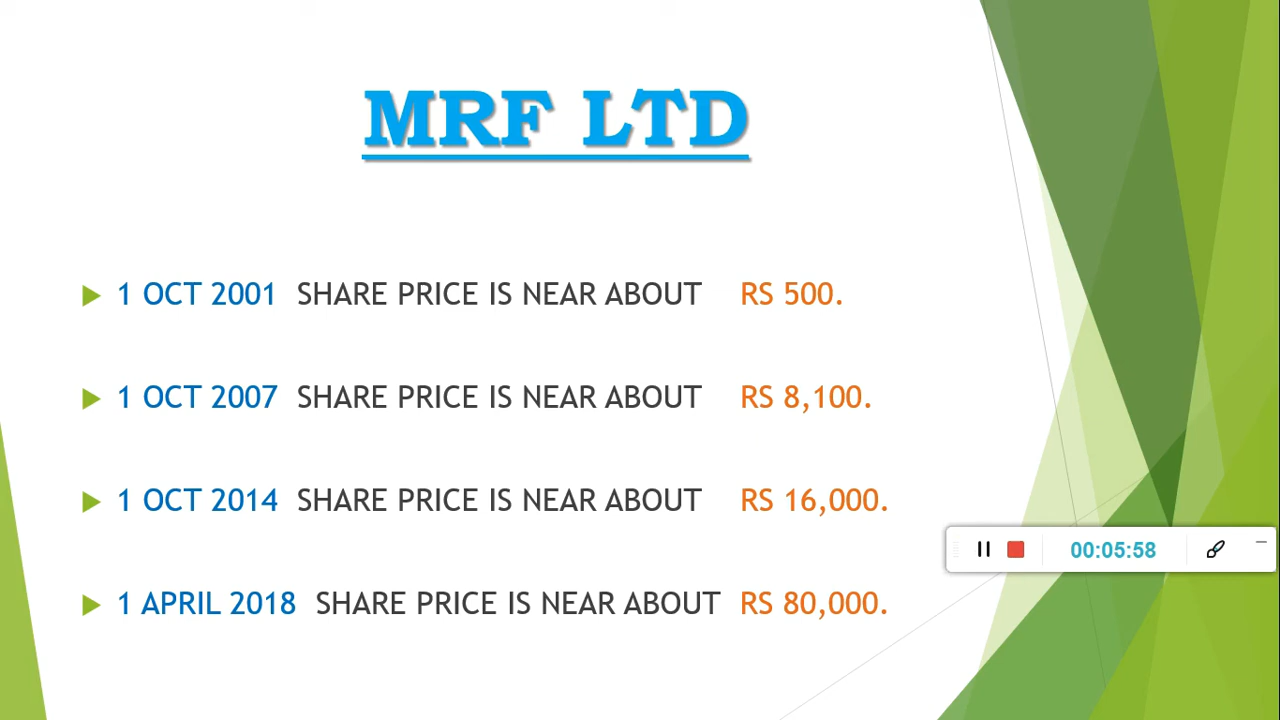 MRF LTD
1 OCT 2001 SHARE PRICE IS NEAR ABOUT RS 500.
1 OCT 2007 SHARE PRICE IS NEAR ABOUT RS 8,100.
1 OCT 2014 SHARE PRICE IS NEAR ABOUT RS 16,000.
00:05:58
1 APRIL 2018 SHARE PRICE IS NEAR ABOUT RS 80,000.